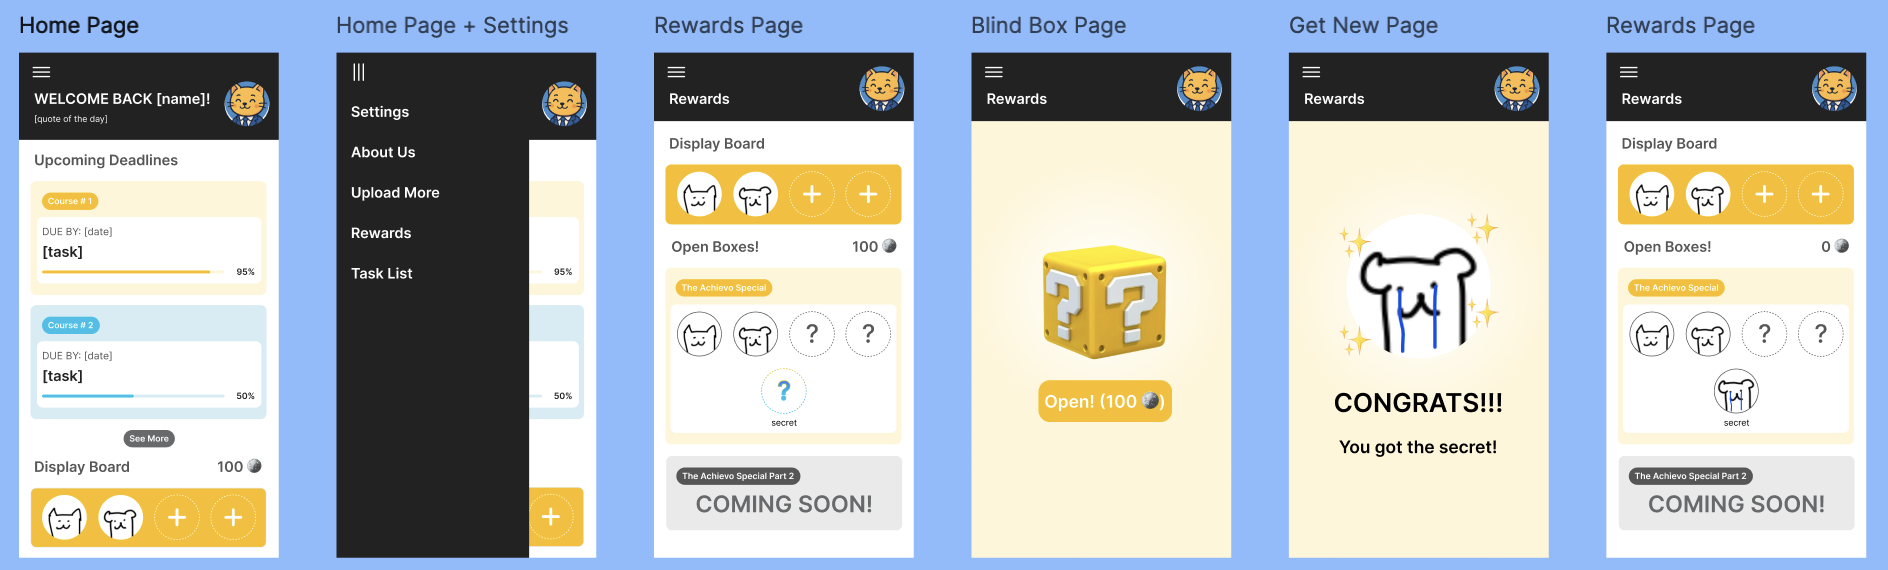 Home Page
WELCOME BACK [name]!
[quote of the day]
Upcoming Deadlines
Course # 1
DUE BY: [date]
[task]
95%
Course # 2
DUE BY: [date]
[task]
50%
See More
Display Board 100
Home Page + Settings
Settings
About Us
Upload More
Rewards
Task List
95%
50%
Rewards Page
Rewards
Display Board
Open Boxes! 100
The Achievo Special
? ?
?
secret
The Achievo Special Part 2
COMING SOON!
Blind Box Page
Rewards
? ?
Open! (100 )
Get New Page
Rewards
CONGRATS!!!
You got the secret!
Rewards Page
Rewards
Display Board
Open Boxes! 0
The Achievo Special
? ?
secret
The Achievo Special Part 2
COMING SOON!